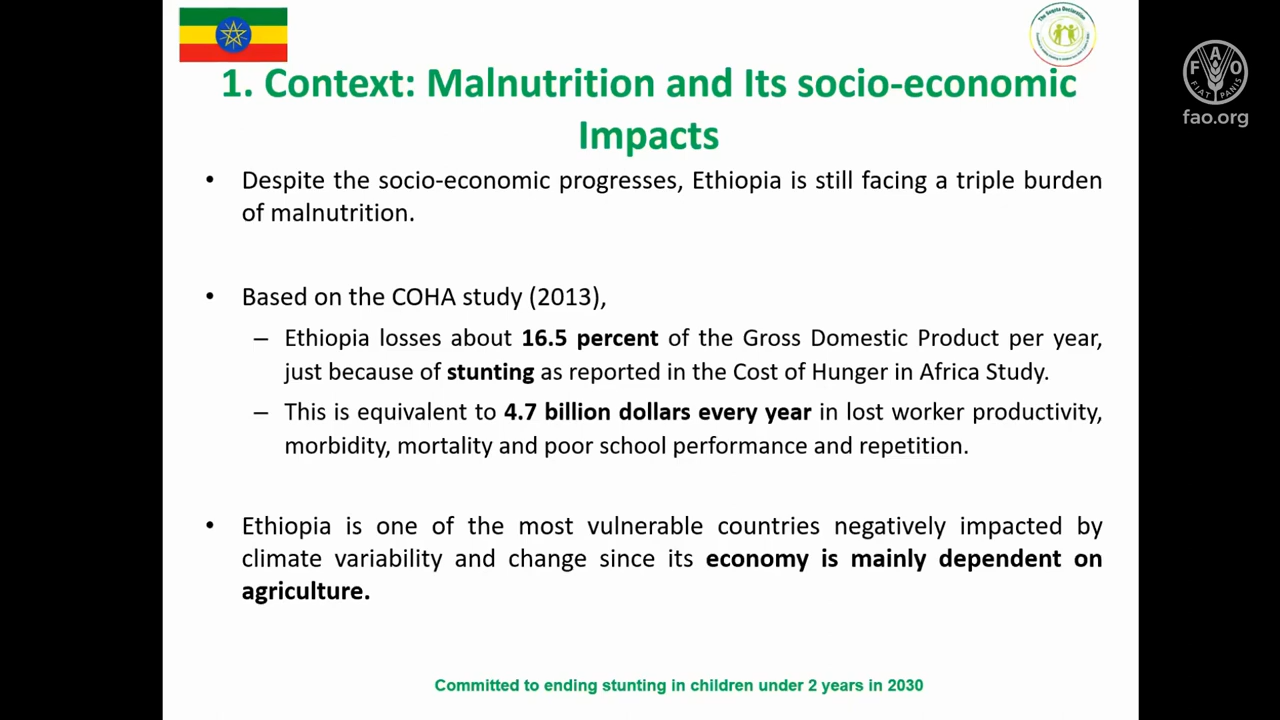 The Seqota Declaration
F A O
FIAT PANIS
fao.org
1. Context: Malnutrition and Its socio-economic
Impacts
• Despite the socio-economic progresses, Ethiopia is still facing a triple burden
of malnutrition.
• Based on the COHA study (2013),
– Ethiopia losses about 16.5 percent of the Gross Domestic Product per year,
just because of stunting as reported in the Cost of Hunger in Africa Study.
– This is equivalent to 4.7 billion dollars every year in lost worker productivity,
morbidity, mortality and poor school performance and repetition.
• Ethiopia is one of the most vulnerable countries negatively impacted by
climate variability and change since its economy is mainly dependent on
agriculture.
Committed to ending stunting in children under 2 years in 2030